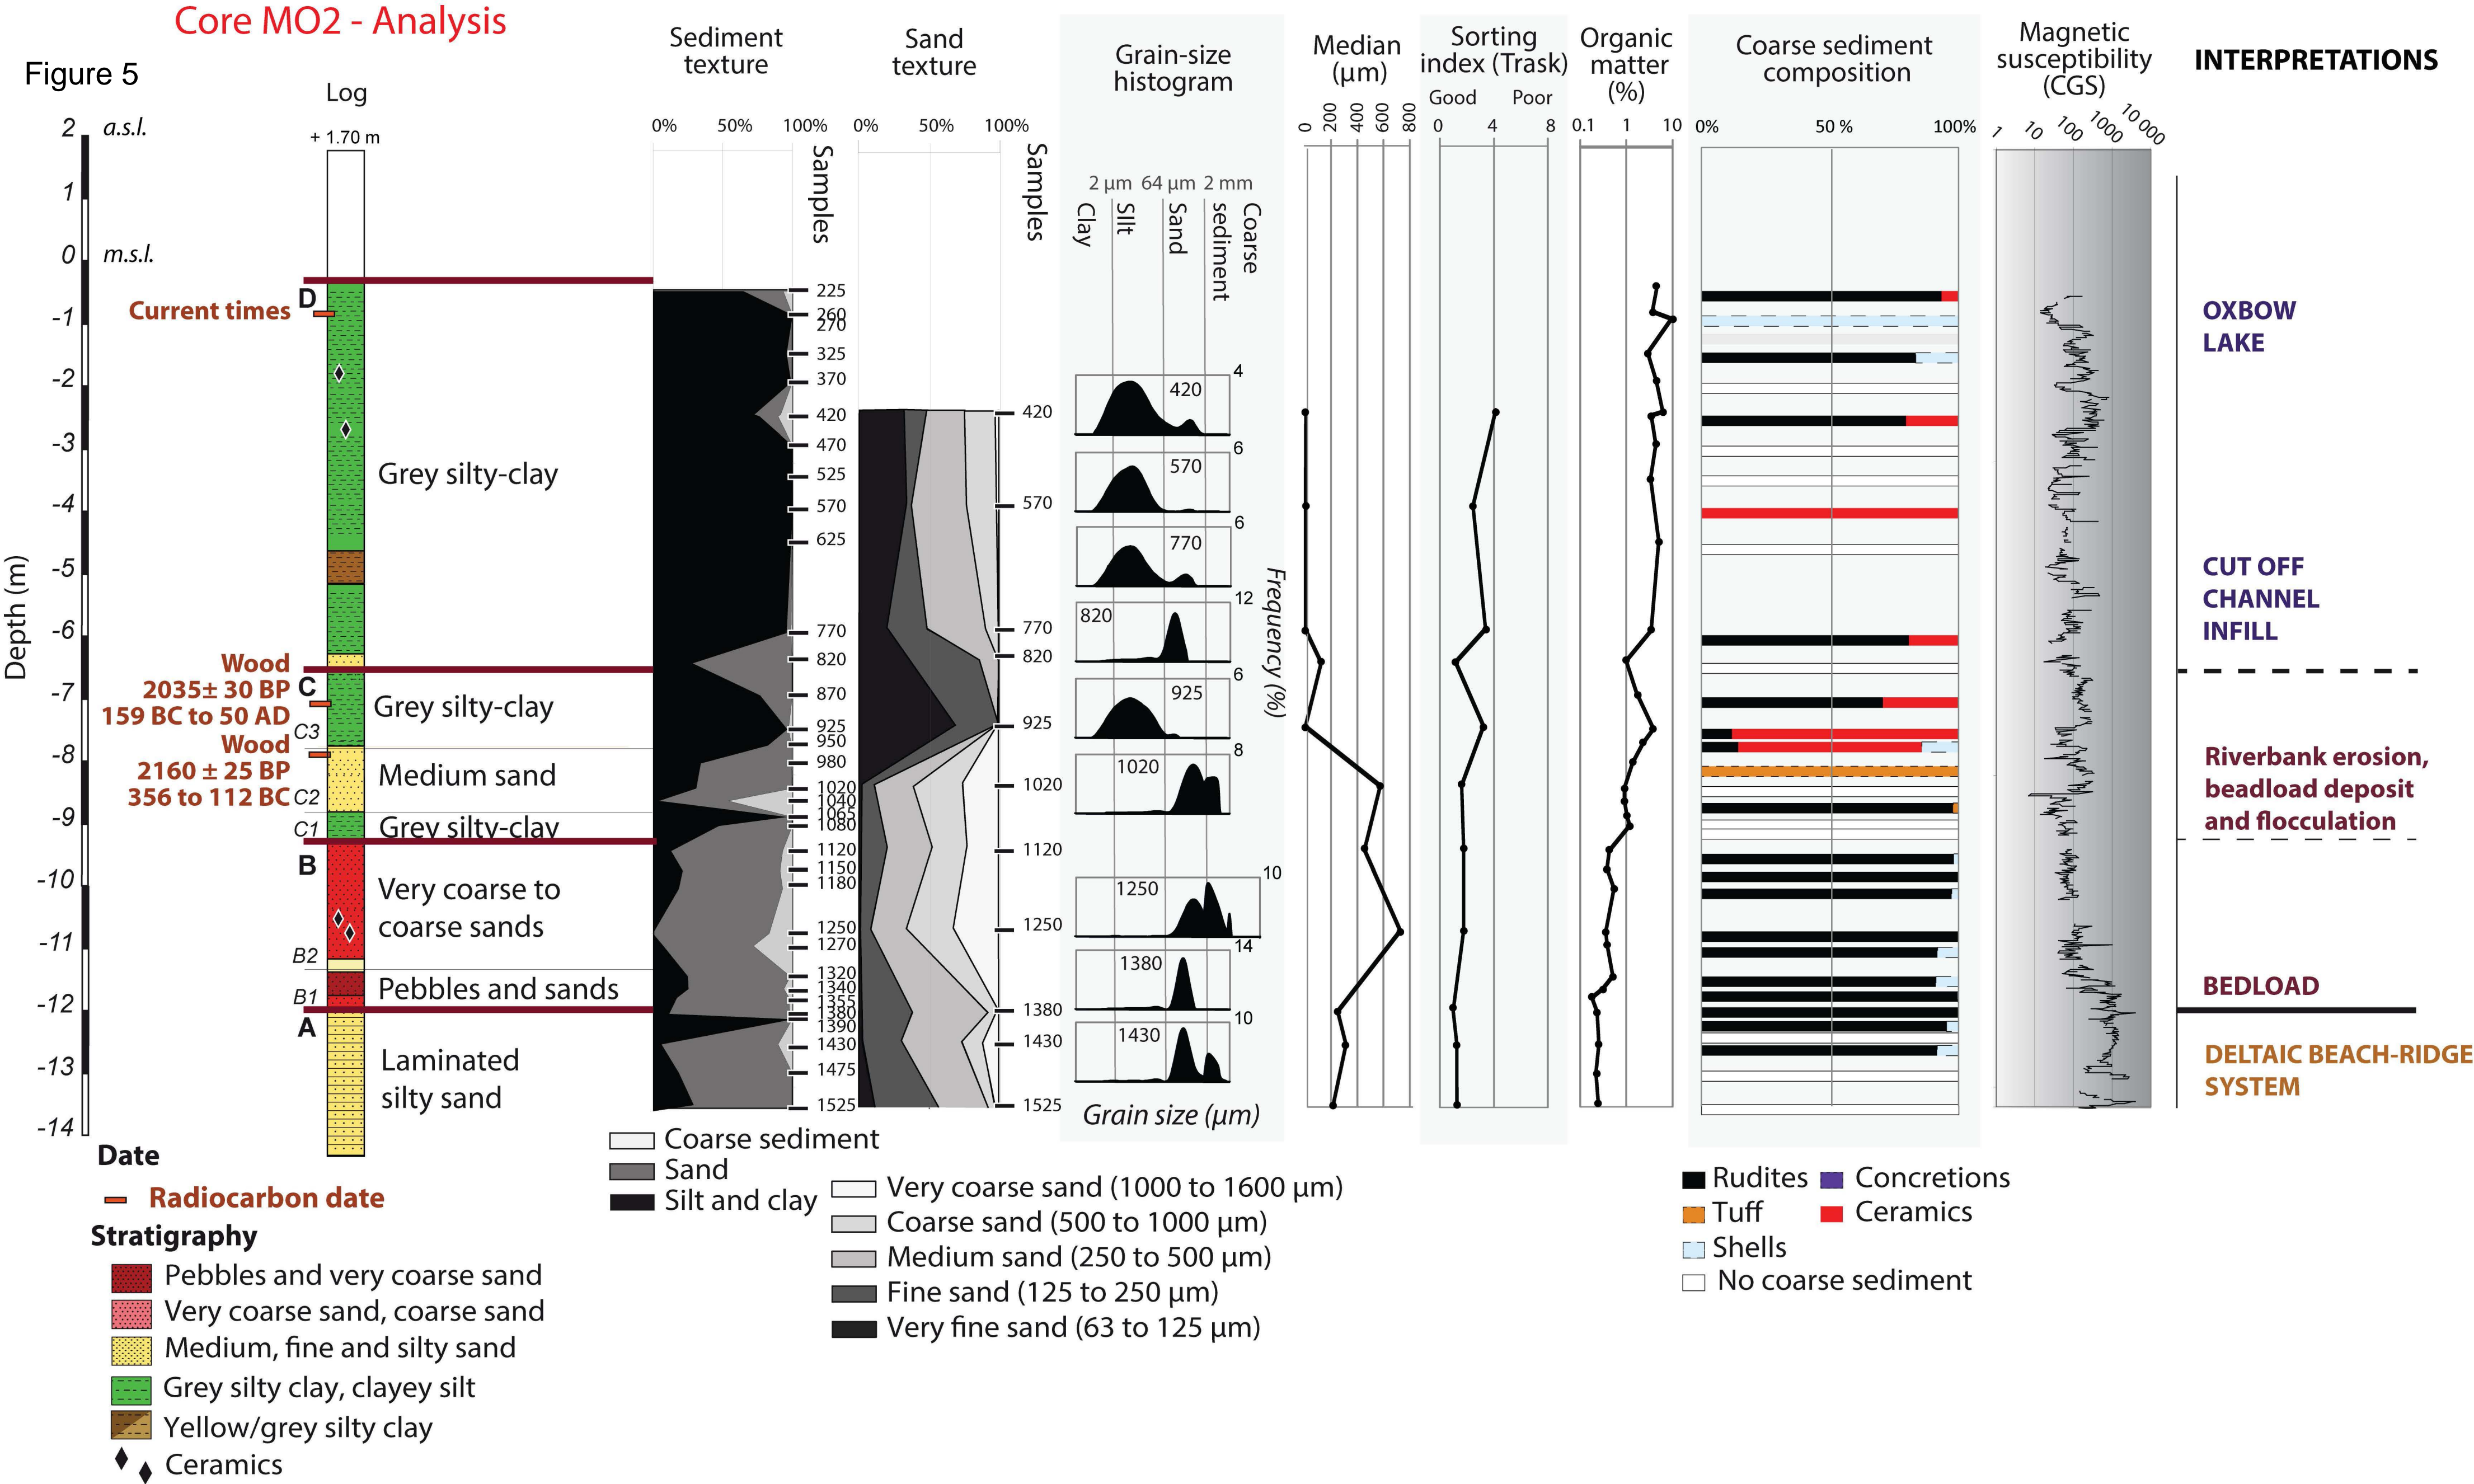 Core MO2 - Analysis
Figure 5
Log
+ 1.70 m
Sediment
texture
0% 50% 100%
Samples
Sand
texture
0% 50% 100%
Samples
Grain-size
histogram
2 µm 64 µm 2 mm
Clay
SIlt
Sand
Coarse
sediment
Median
(µm)
0 200 400 600 800
Sorting
index (Trask)
Good Poor
0 4 8
Organic
matter
(%)
0.1 1 10
Coarse sediment
composition
0% 50 % 100%
Magnetic
susceptibility
(CGS)
1 10 100 1000 10 000
INTERPRETATIONS
Depth (m)
2 a.s.l.
1
0 m.s.l.
-1
-2
-3
-4
-5
-6
-7
-8
-9
-10
-11
-12
-13
-14
Current times
Wood
2035± 30 BP
159 BC to 50 AD
Wood
2160 ± 25 BP
356 to 112 BC
D
C
C3
C2
C1
B
B2
B1
A
Grey silty-clay
Grey silty-clay
Medium sand
Grey silty-clay
Very coarse to
coarse sands
Pebbles and sands
Laminated
silty sand
225
260
270
325
370
420
470
525
570
625
770
820
870
925
950
980
1020
1040
1065
1080
1120
1150
1180
1250
1270
1320
1340
1355
1380
1390
1430
1475
1525
420
570
770
820
925
1020
1120
1250
1380
1430
1525
4
420
6
570
6
770
12
820
6
925
8
1020
10
1250
14
1380
10
1430
Frequency (%)
Grain size (µm)
OXBOW
LAKE
CUT OFF
CHANNEL
INFILL
Riverbank erosion,
beadload deposit
and flocculation
BEDLOAD
DELTAIC BEACH-RIDGE
SYSTEM
Date
Radiocarbon date
Stratigraphy
Pebbles and very coarse sand
Very coarse sand, coarse sand
Medium, fine and silty sand
Grey silty clay, clayey silt
Yellow/grey silty clay
Ceramics
Coarse sediment
Sand
Silt and clay
Very coarse sand (1000 to 1600 µm)
Coarse sand (500 to 1000 µm)
Medium sand (250 to 500 µm)
Fine sand (125 to 250 µm)
Very fine sand (63 to 125 µm)
Rudites Concretions
Tuff Ceramics
Shells
No coarse sediment